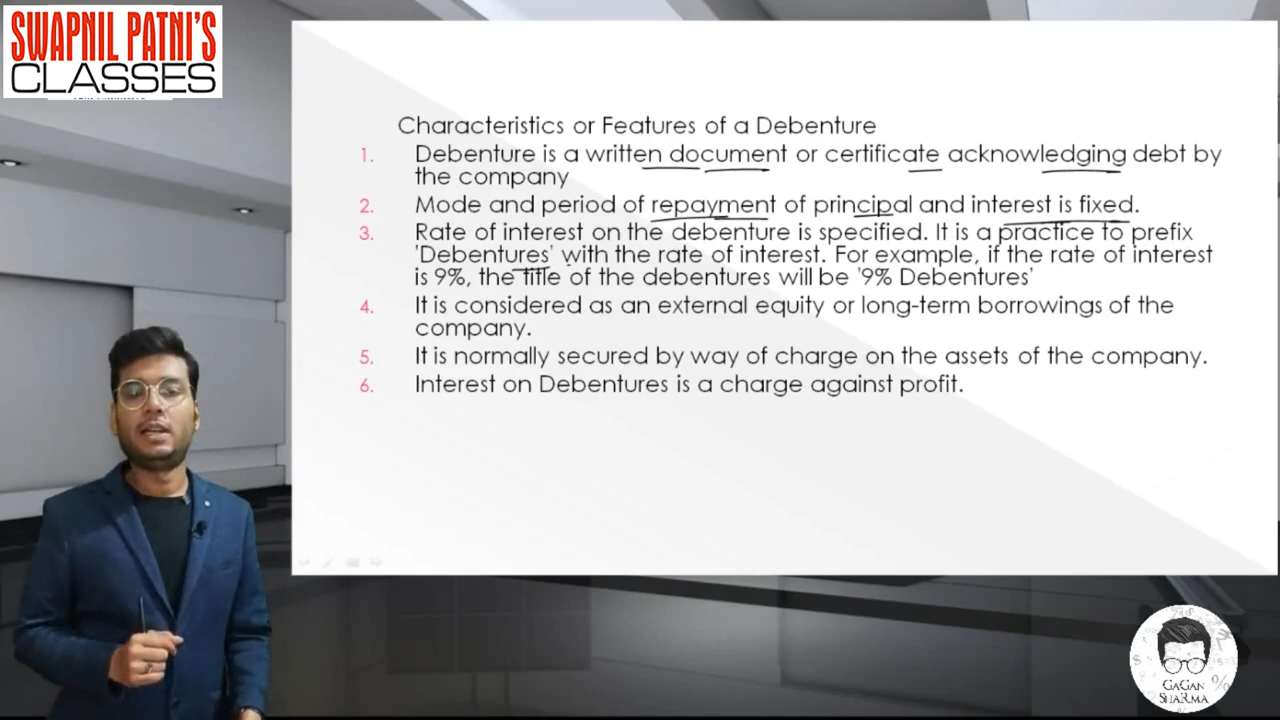 SWAPNIL PATNI'S
CLASSES
Characteristics or Features of a Debenture
1. Debenture is a written document or certificate acknowledging debt by
the company
2. Mode and period of repayment of principal and interest is fixed.
3. Rate of interest on the debenture is specified. It is a practice to prefix
'Debentures' with the rate of interest. For example, if the rate of interest
is 9%, the title of the debentures will be '9% Debentures'
4. It is considered as an external equity or long-term borrowings of the
company.
5. It is normally secured by way of charge on the assets of the company.
6. Interest on Debentures is a charge against profit.
GaGaN
SHaRMA